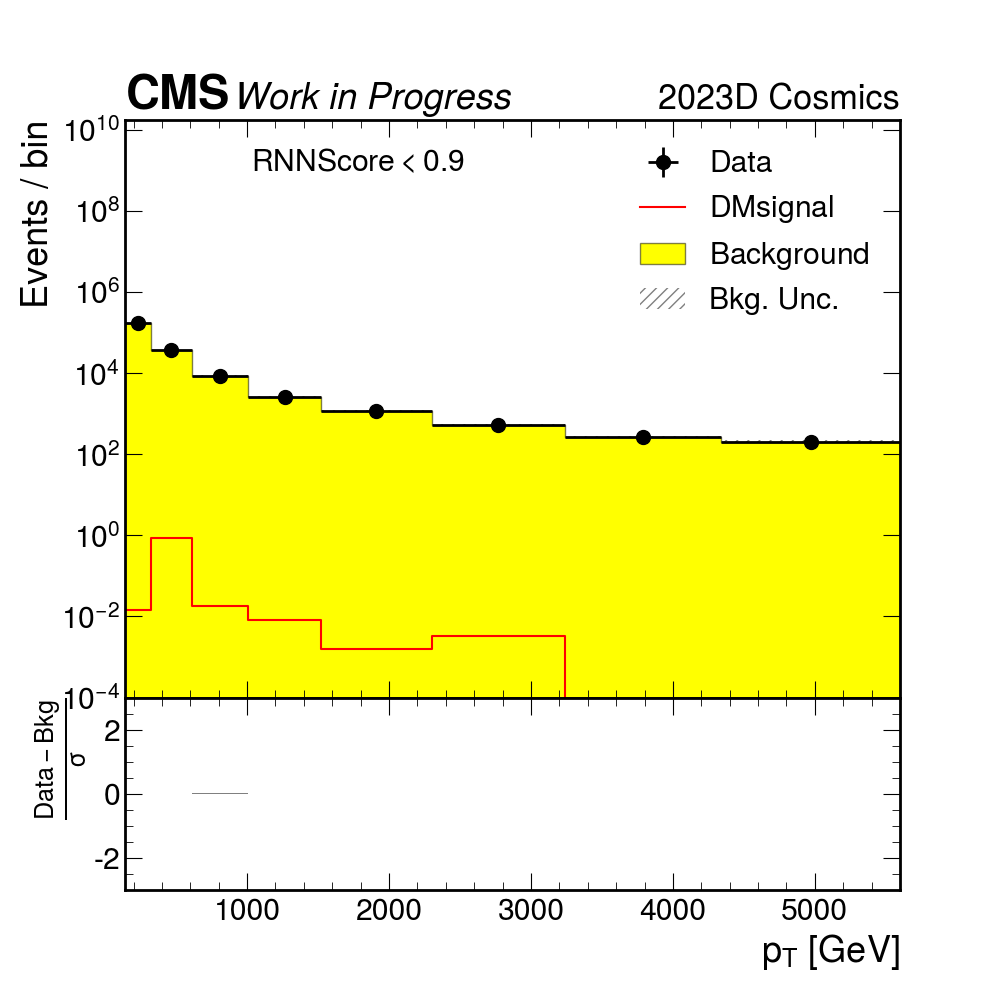 CMS Work in Progress
2023D Cosmics
Events / bin
10^10
10^8
10^6
10^4
10^2
10^0
10^−2
10^−4
RNNScore < 0.9
Data
DMsignal
Background
Bkg. Unc.
Data − Bkg
σ
2
0
-2
1000 2000 3000 4000 5000
p_T [GeV]